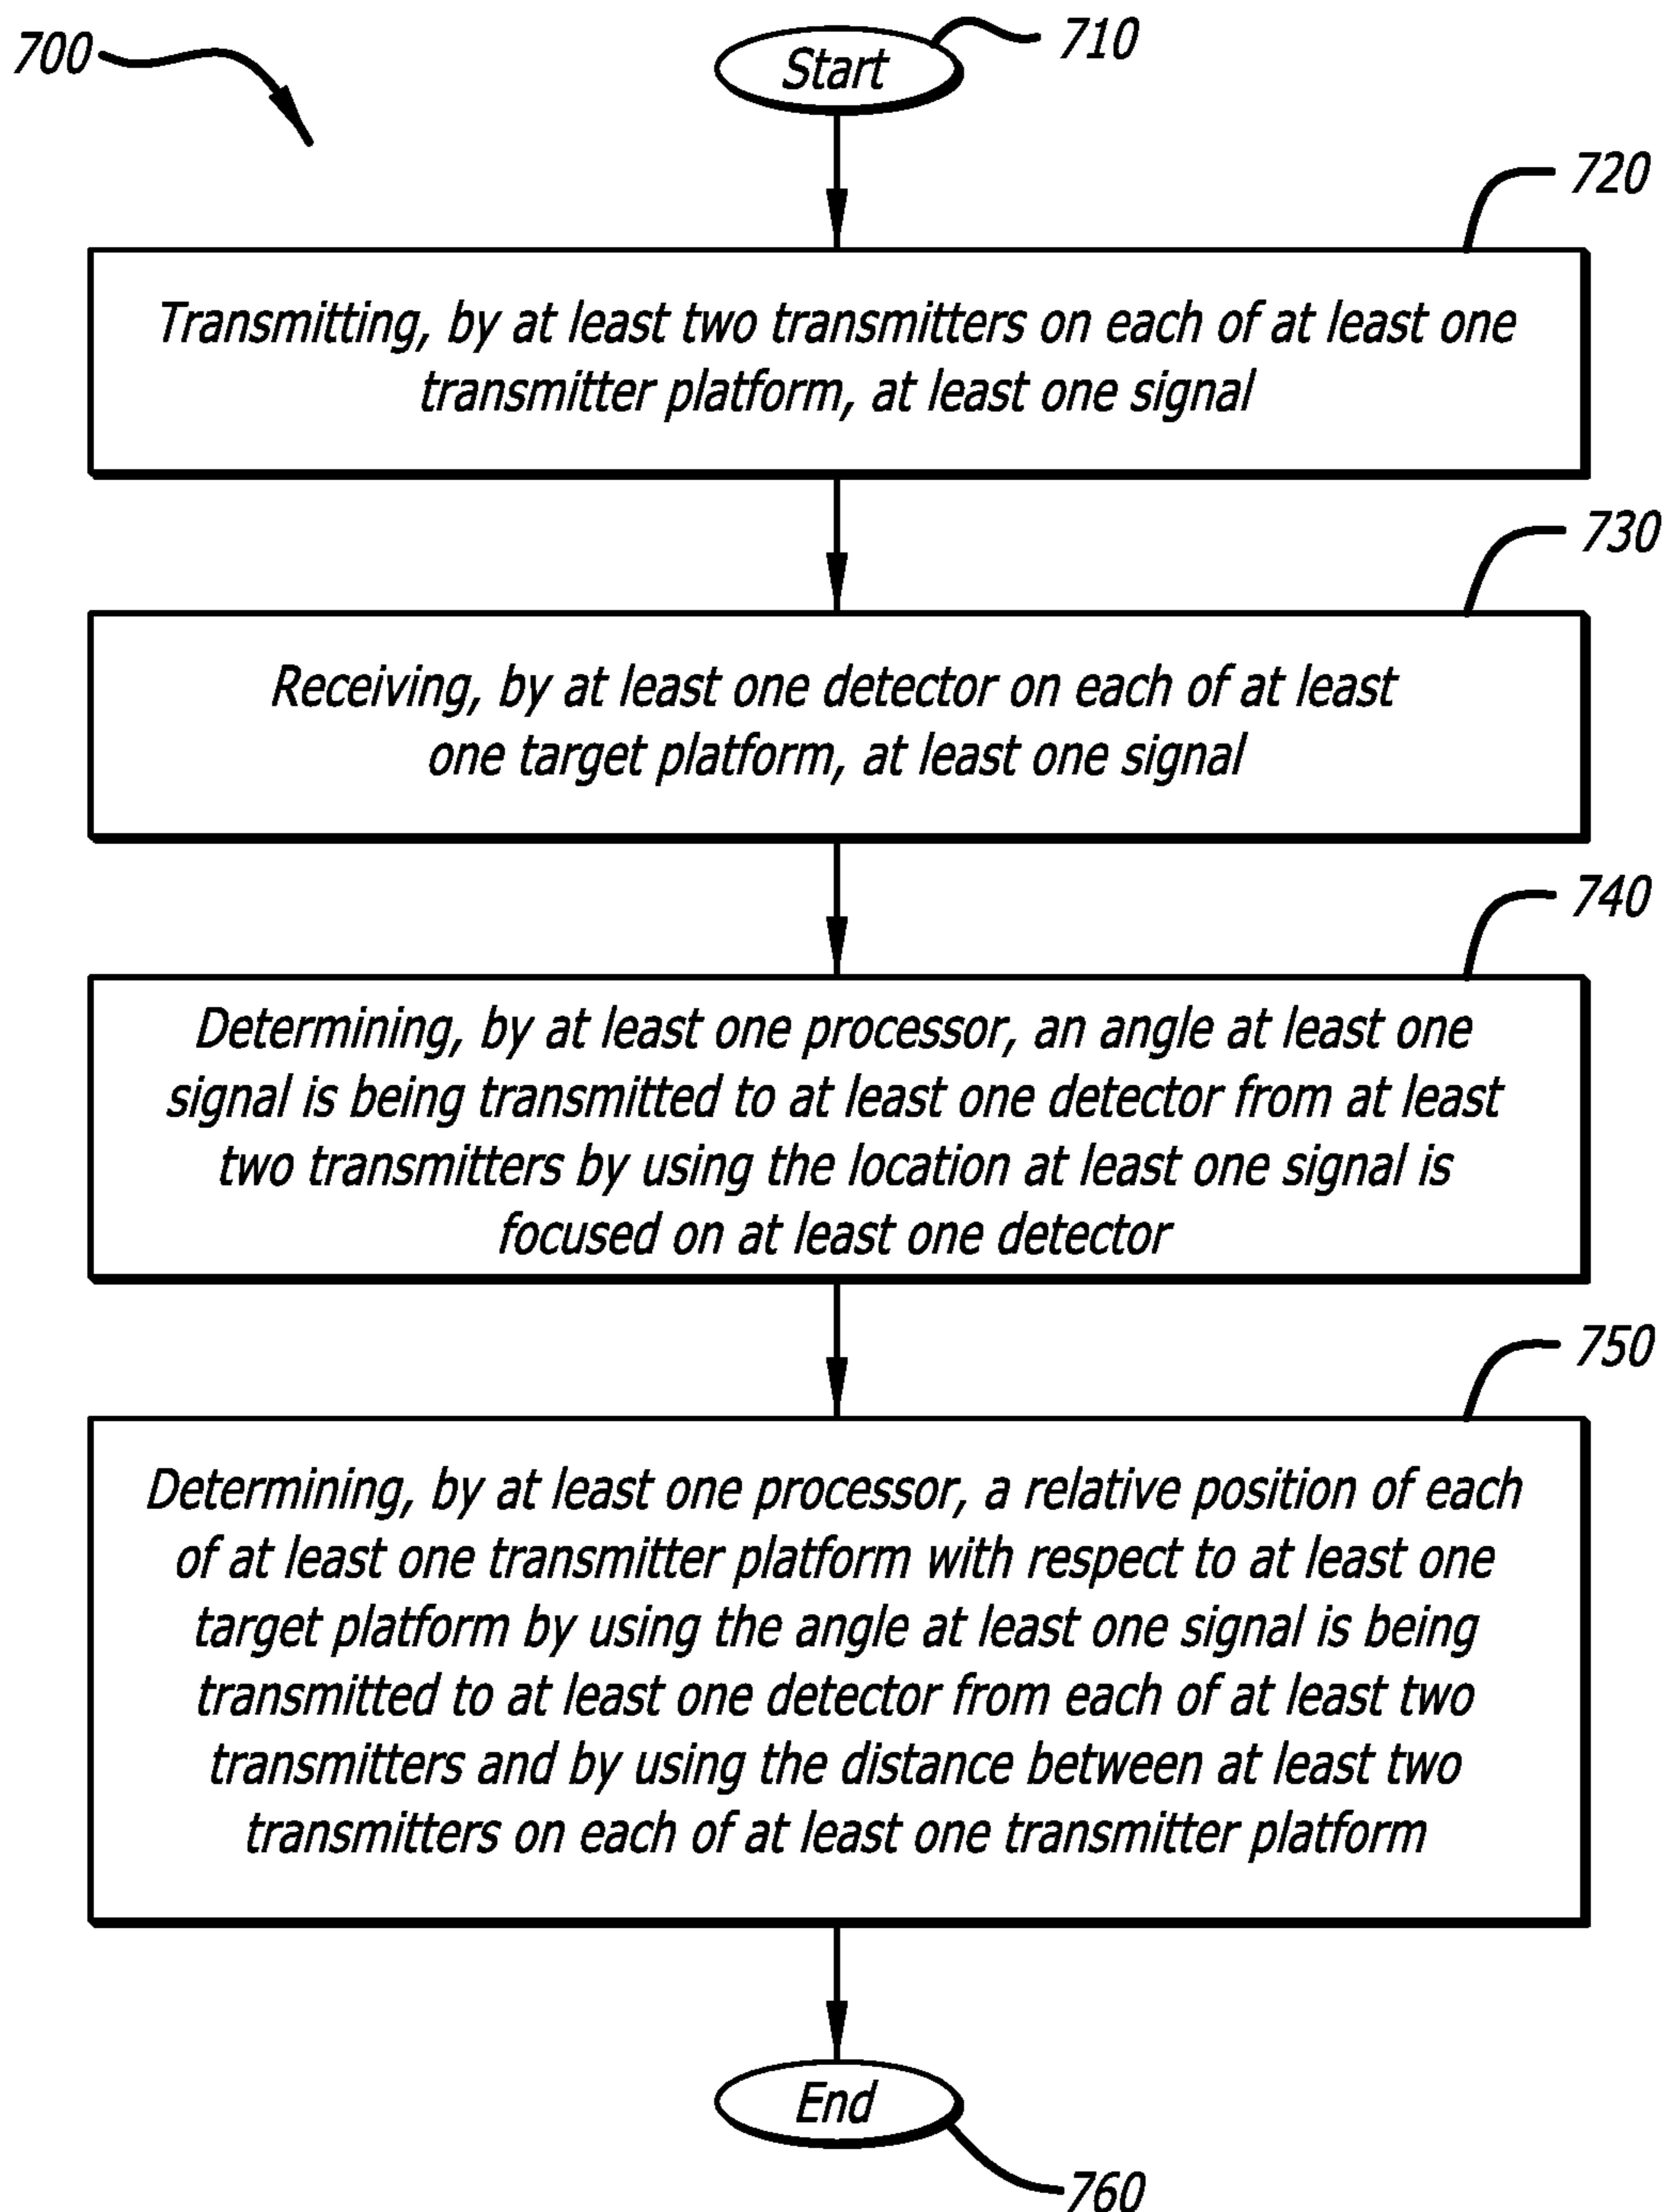 700
Start
710
720
Transmitting, by at least two transmitters on each of at least one
transmitter platform, at least one signal
730
Receiving, by at least one detector on each of at least
one target platform, at least one signal
740
Determining, by at least one processor, an angle at least one
signal is being transmitted to at least one detector from at least
two transmitters by using the location at least one signal is
focused on at least one detector
750
Determining, by at least one processor, a relative position of each
of at least one transmitter platform with respect to at least one
target platform by using the angle at least one signal is being
transmitted to at least one detector from each of at least two
transmitters and by using the distance between at least two
transmitters on each of at least one transmitter platform
End
760